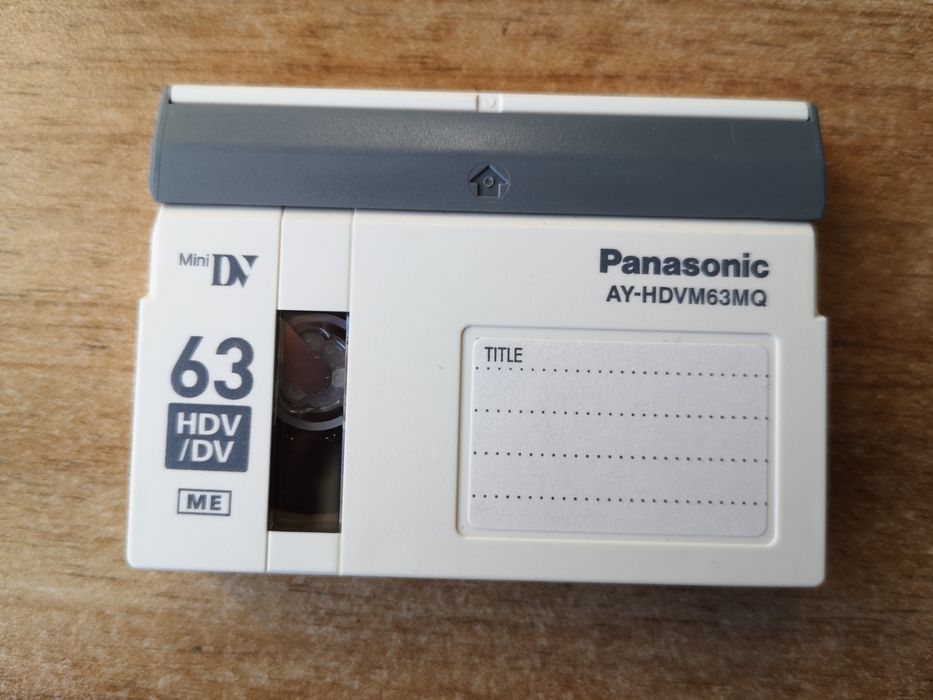 Mini DV
63
HDV
/DV
ME
Panasonic
AY-HDVM63MQ
TITLE